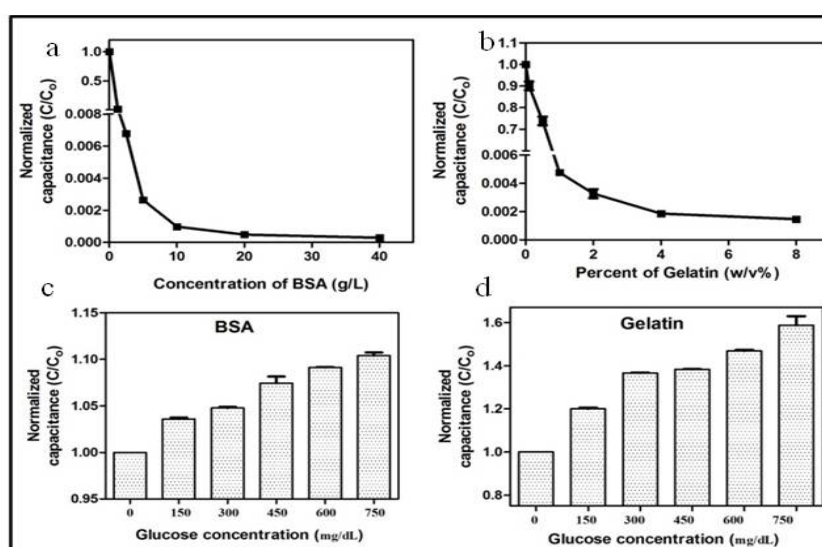 a
Normalized
capacitance (C/Co)
1.0
0.5
0.008
0.006
0.004
0.002
0.000
0 10 20 30 40
Concentration of BSA (g/L)
b
Normalized
capacitance (C/Co)
1.1
1.0
0.9
0.8
0.7
0.006
0.004
0.002
0.000
0 2 4 6 8
Percent of Gelatin (w/v%)
c
BSA
Normalized
capacitance (C/Co)
1.15
1.10
1.05
1.00
0.95
0 150 300 450 600 750
Glucose concentration (mg/dL)
d
Gelatin
Normalized
capacitance (C/Co)
1.6
1.4
1.2
1.0
0.8
0 150 300 450 600 750
Glucose concentration (mg/dL)